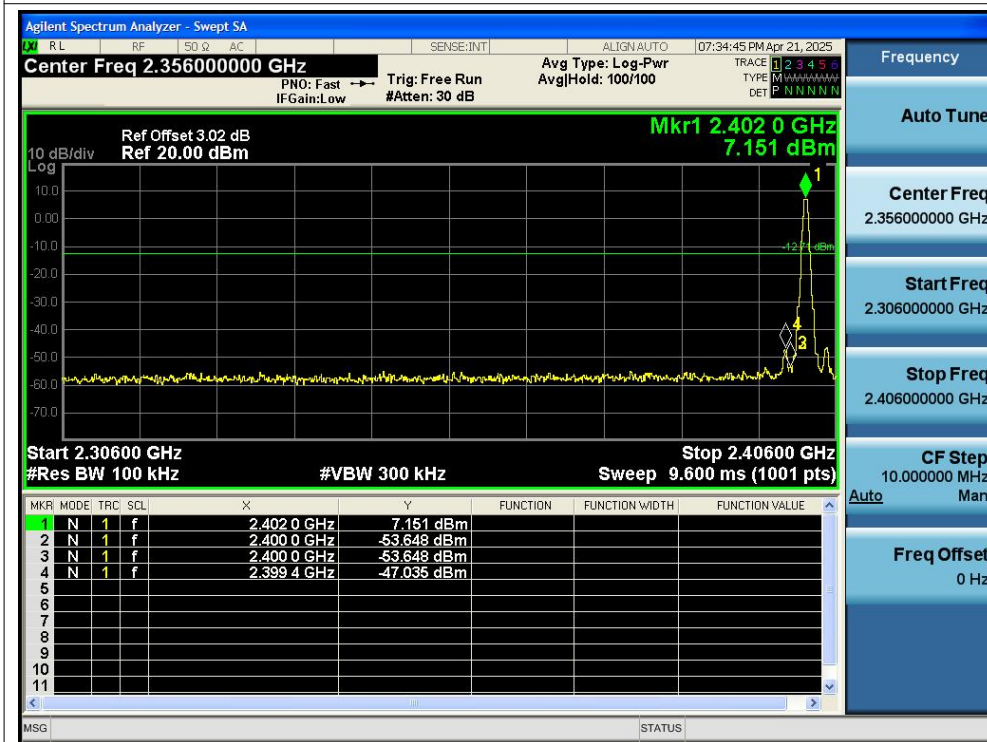 Agilent Spectrum Analyzer - Swept SA
LXI RL RF 50 Ω AC SENSE:INT ALIGN AUTO 07:34:45 PM Apr 21, 2025
Center Freq 2.356000000 GHz
PNO: Fast
IFGain:Low
Trig: Free Run
#Atten: 30 dB
Avg Type: Log-Pwr
Avg|Hold: 100/100
TRACE 1 2 3 4 5 6
TYPE M
DET P N N N N N
Ref Offset 3.02 dB
Ref 20.00 dBm
10 dB/div
Log
Mkr1 2.402 0 GHz
7.151 dBm
10.0
0.00
-10.0
-20.0
-30.0
-40.0
-50.0
-60.0
-70.0
1
-12.71 dBm
4
3
Start 2.30600 GHz Stop 2.40600 GHz
#Res BW 100 kHz #VBW 300 kHz Sweep 9.600 ms (1001 pts)
MKR MODE TRC SCL X Y FUNCTION FUNCTION WIDTH FUNCTION VALUE
1 N 1 f 2.402 0 GHz 7.151 dBm
2 N 1 f 2.400 0 GHz -53.648 dBm
3 N 1 f 2.400 0 GHz -53.648 dBm
4 N 1 f 2.399 4 GHz -47.035 dBm
5
6
7
8
9
10
11
MSG STATUS
Frequency
Auto Tune
Center Freq
2.356000000 GHz
Start Freq
2.306000000 GHz
Stop Freq
2.406000000 GHz
CF Step
10.000000 MHz
Auto Man
Freq Offset
0 Hz